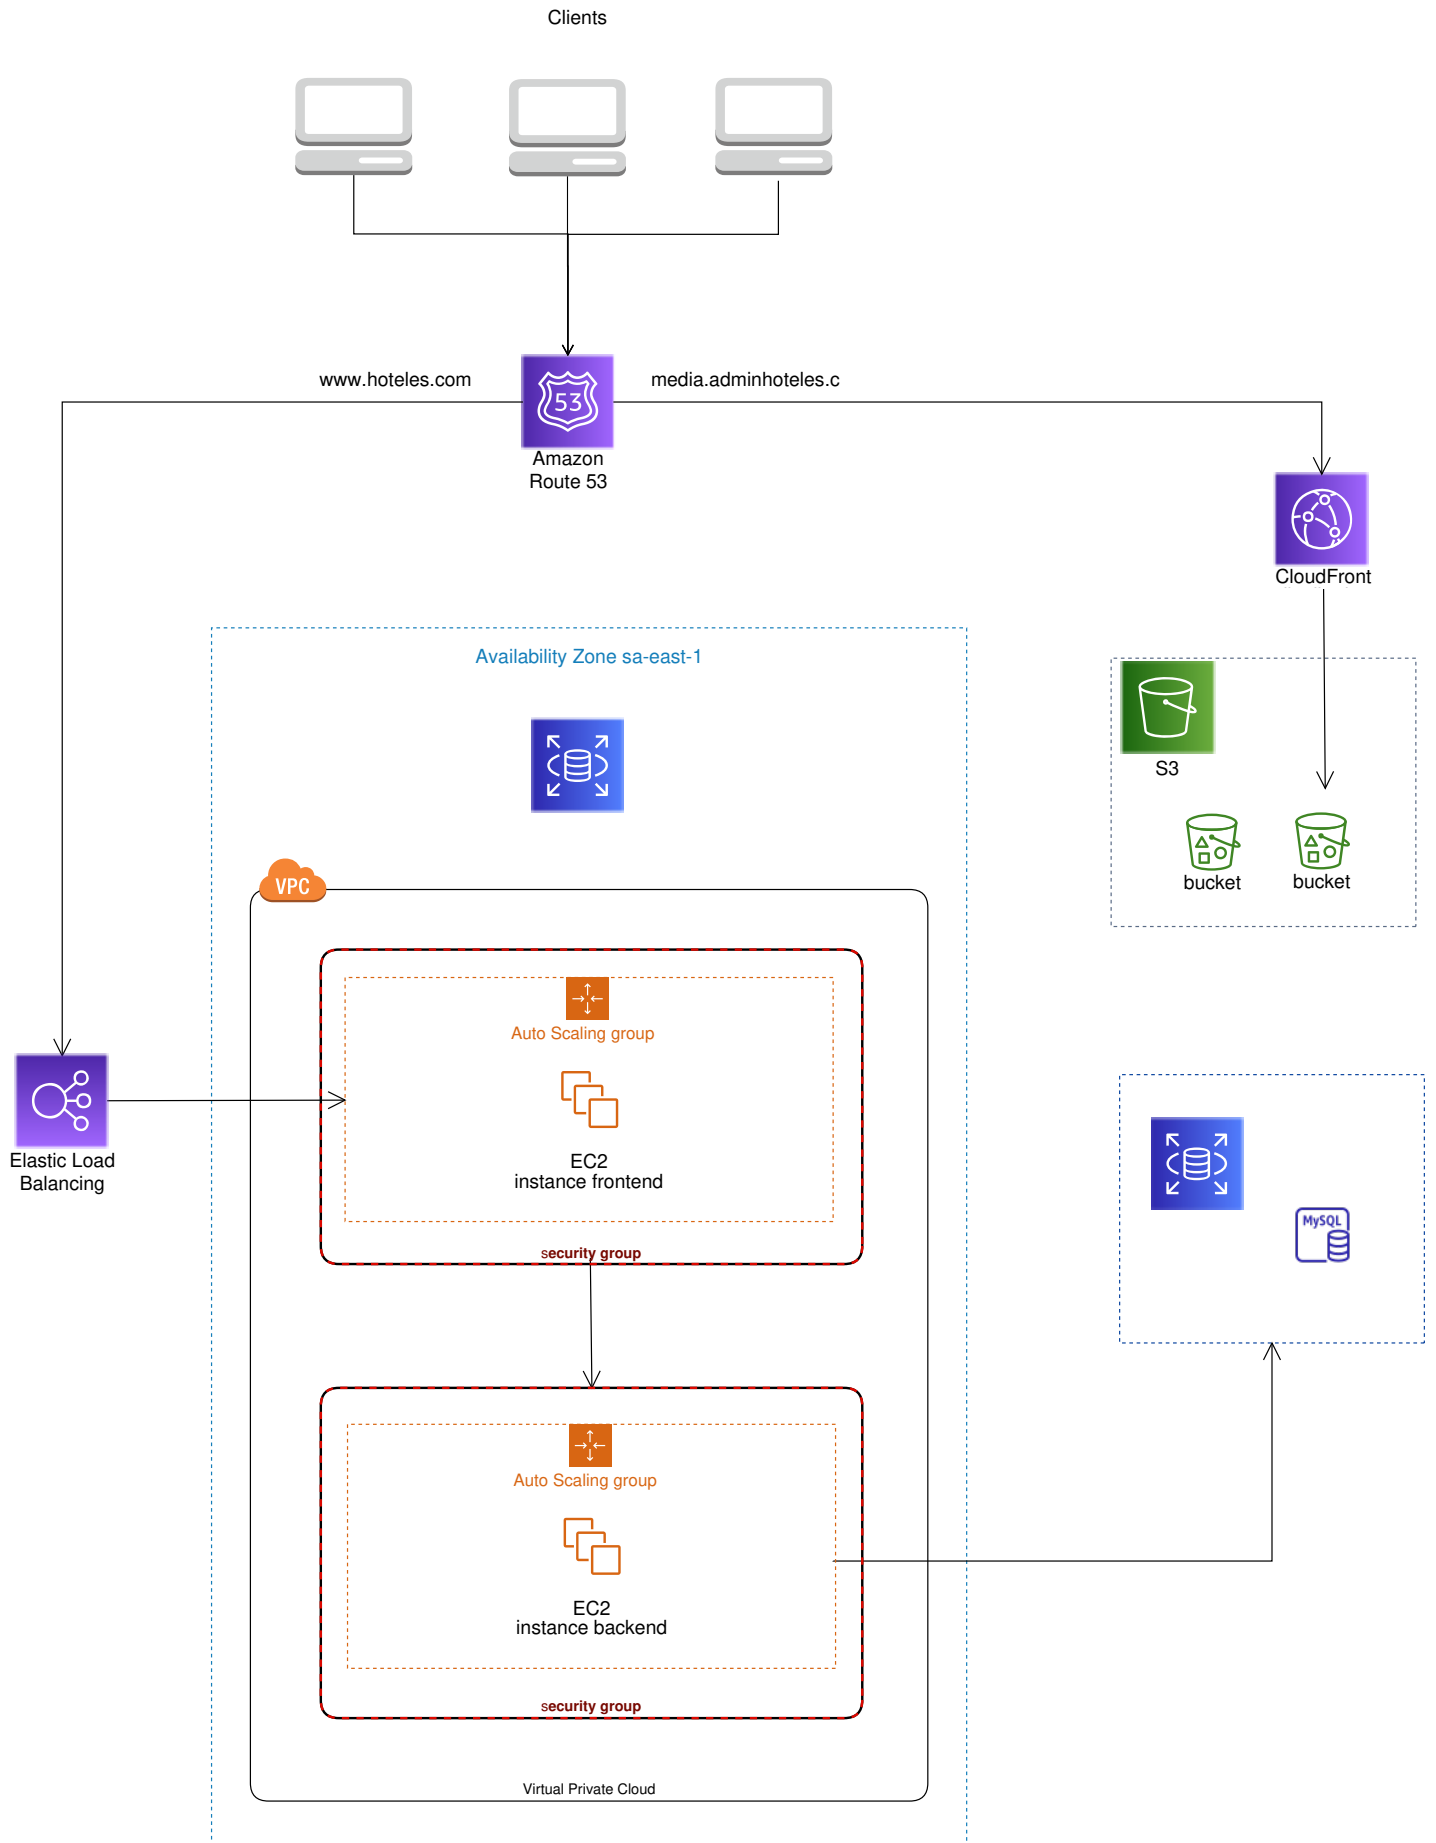 Clients
www.hoteles.com
media.adminhoteles.c
53
Amazon
Route 53
CloudFront
Availability Zone sa-east-1
S3
bucket
bucket
VPC
Auto Scaling group
EC2
instance frontend
security group
Elastic Load
Balancing
MySQL
Auto Scaling group
EC2
instance backend
security group
Virtual Private Cloud